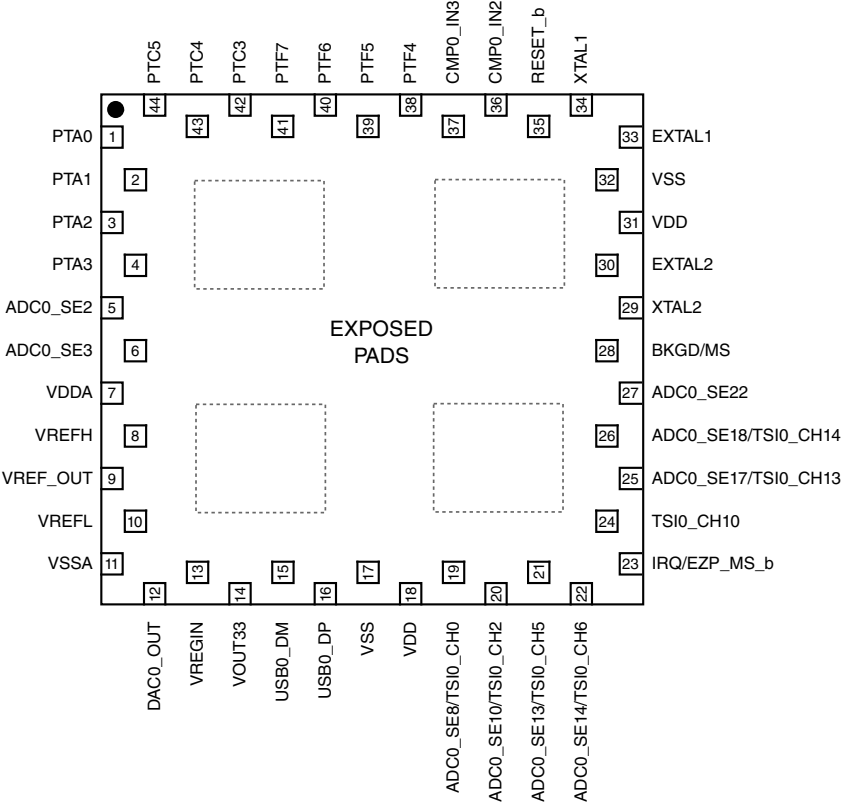 PTC5
PTC4
PTC3
PTF7
PTF6
PTF5
PTF4
CMP0_IN3
CMP0_IN2
RESET_b
XTAL1
44
43
42
41
40
39
38
37
36
35
34
PTA0 1
PTA1 2
PTA2 3
PTA3 4
ADC0_SE2 5
ADC0_SE3 6
VDDA 7
VREFH 8
VREF_OUT 9
VREFL 10
VSSA 11
EXPOSED
PADS
33 EXTAL1
32 VSS
31 VDD
30 EXTAL2
29 XTAL2
28 BKGD/MS
27 ADC0_SE22
26 ADC0_SE18/TSI0_CH14
25 ADC0_SE17/TSI0_CH13
24 TSI0_CH10
23 IRQ/EZP_MS_b
12
13
14
15
16
17
18
19
20
21
22
DAC0_OUT
VREGIN
VOUT33
USB0_DM
USB0_DP
VSS
VDD
ADC0_SE8/TSI0_CH0
ADC0_SE10/TSI0_CH2
ADC0_SE13/TSI0_CH5
ADC0_SE14/TSI0_CH6